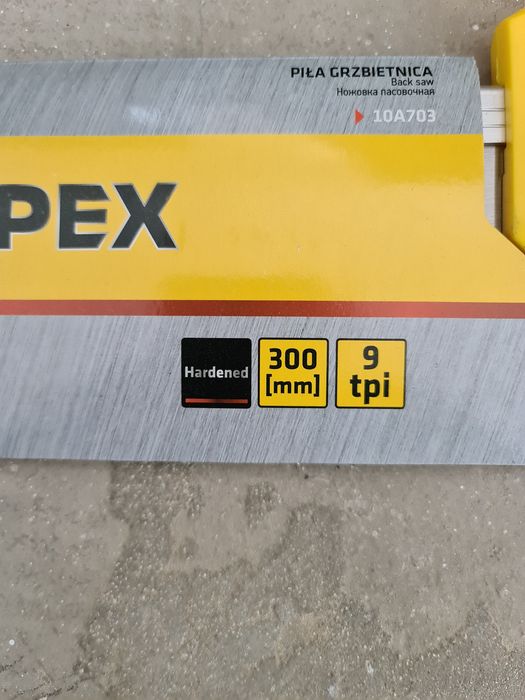 PIŁA GRZBIETNICA
Back saw
Ножовка пасовочная
10A703
PEX
Hardened
300
[mm]
9
tpi